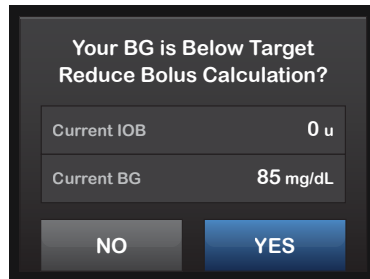 Your BG is Below Target
Reduce Bolus Calculation?
Current IOB 0 u
Current BG 85 mg/dL
NO YES